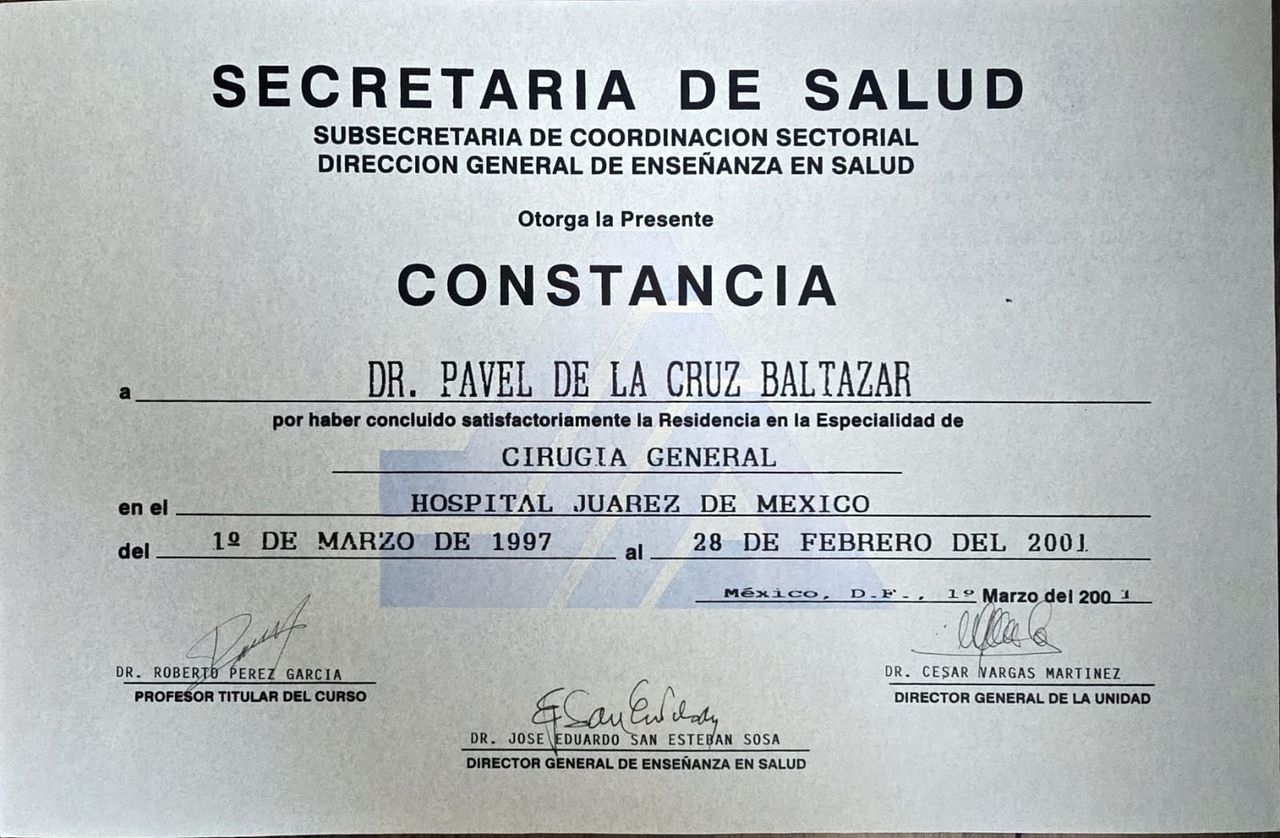 SECRETARIA DE SALUD
SUBSECRETARIA DE COORDINACION SECTORIAL
DIRECCION GENERAL DE ENSEÑANZA EN SALUD
Otorga la Presente
CONSTANCIA
a DR. PAVEL DE LA CRUZ BALTAZAR
por haber concluido satisfactoriamente la Residencia en la Especialidad de
CIRUGIA GENERAL
en el HOSPITAL JUAREZ DE MEXICO
del 1º DE MARZO DE 1997 al 28 DE FEBRERO DEL 2001
México, D.F., 1º Marzo del 2001
DR. ROBERTO PEREZ GARCIA
PROFESOR TITULAR DEL CURSO
DR. CESAR VARGAS MARTINEZ
DIRECTOR GENERAL DE LA UNIDAD
DR. JOSE EDUARDO SAN ESTEBAN SOSA
DIRECTOR GENERAL DE ENSEÑANZA EN SALUD